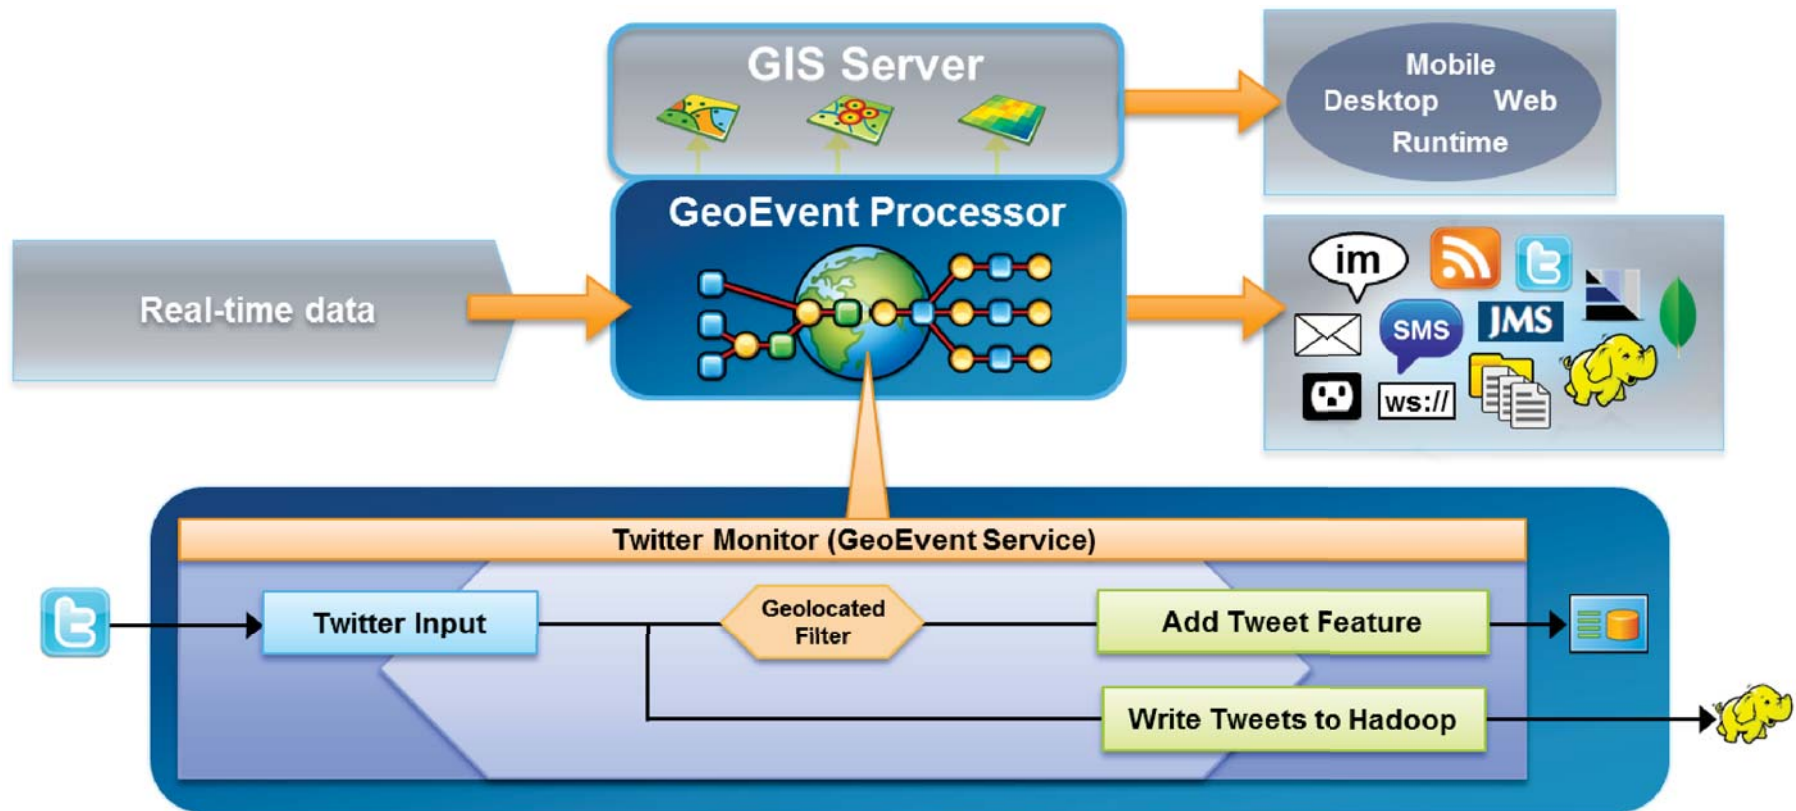 GIS Server
Mobile
Desktop Web
Runtime
GeoEvent Processor
Real-time data
im
SMS
JMS
ws://
Twitter Monitor (GeoEvent Service)
Twitter Input
Geolocated
Filter
Add Tweet Feature
Write Tweets to Hadoop